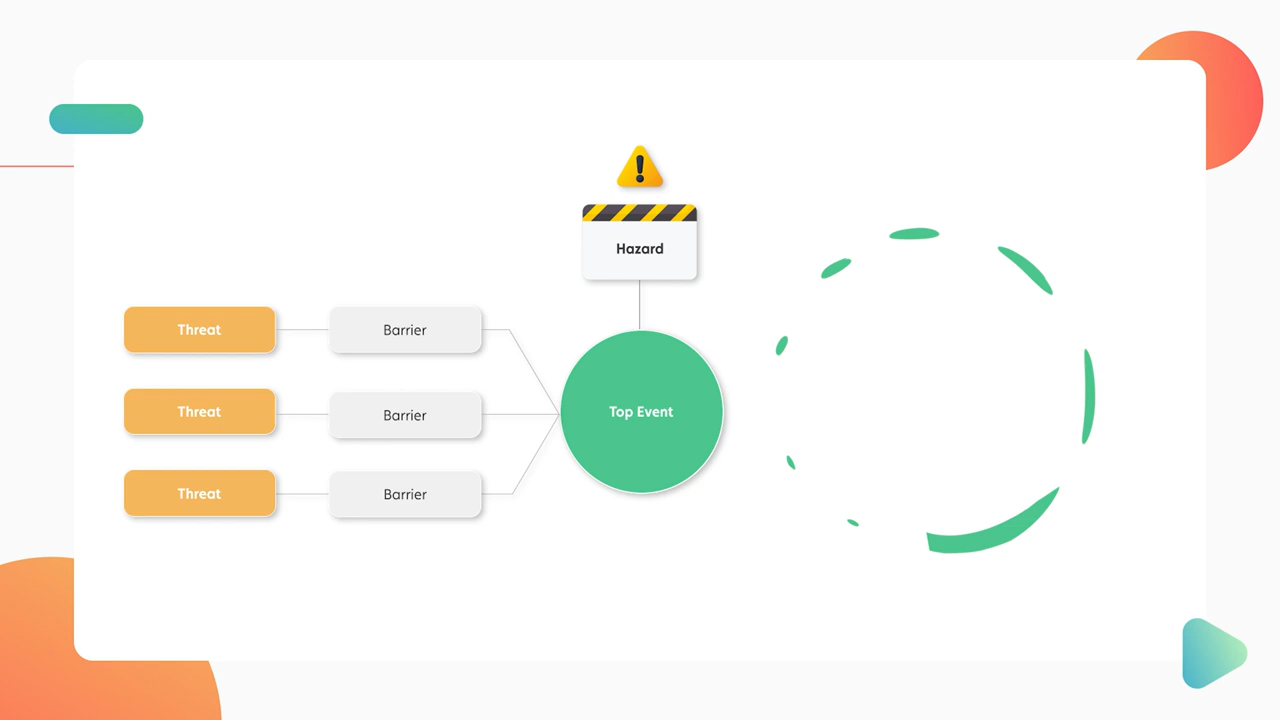 Hazard
Threat
Barrier
Threat
Barrier
Top Event
Threat
Barrier